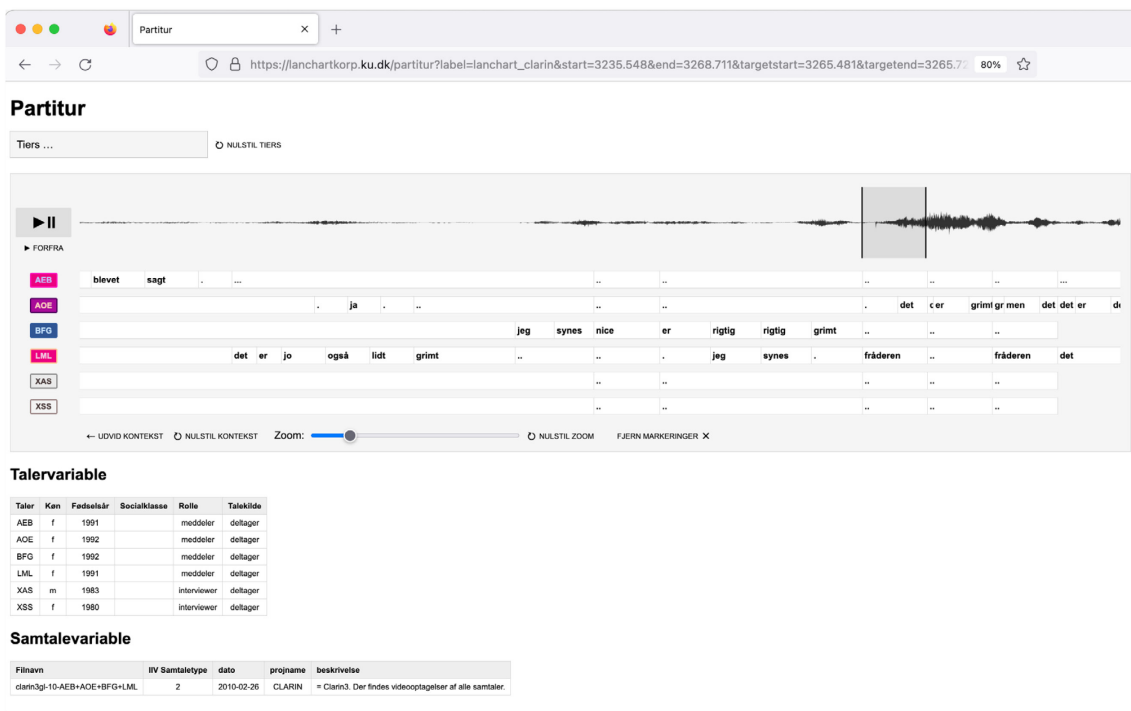 Partitur
https://lanchartkorp.ku.dk/partitur?label=lanchart_clarin&start=3235.548&end=3268.711&targetstart=3265.481&targetend=3265.72 80%
Partitur
Tiers … NULSTIL TIERS
FORFRA
AEB blevet sagt . ... .. .. .. .. .. ...
AOE . ja . .. .. .. . det c er grimt gr men det det er de
BFG jeg synes nice er rigtig rigtig grimt .. .. ..
LML det er jo også lidt grimt .. .. . jeg synes . fråderen .. fråderen det
XAS .. .. .. .. ..
XSS .. .. .. .. ..
← UDVID KONTEKST NULSTIL KONTEKST Zoom: NULSTIL ZOOM FJERN MARKERINGER ✕
Talervariable
Taler Køn Fødselsår Socialklasse Rolle Talekilde
AEB f 1991 meddeler deltager
AOE f 1992 meddeler deltager
BFG f 1992 meddeler deltager
LML f 1991 meddeler deltager
XAS m 1983 interviewer deltager
XSS f 1980 interviewer deltager
Samtalevariable
Filnavn IIV Samtaletype dato projname beskrivelse
clarin3gl-10-AEB+AOE+BFG+LML 2 2010-02-26 CLARIN = Clarin3. Der findes videooptagelser af alle samtaler.